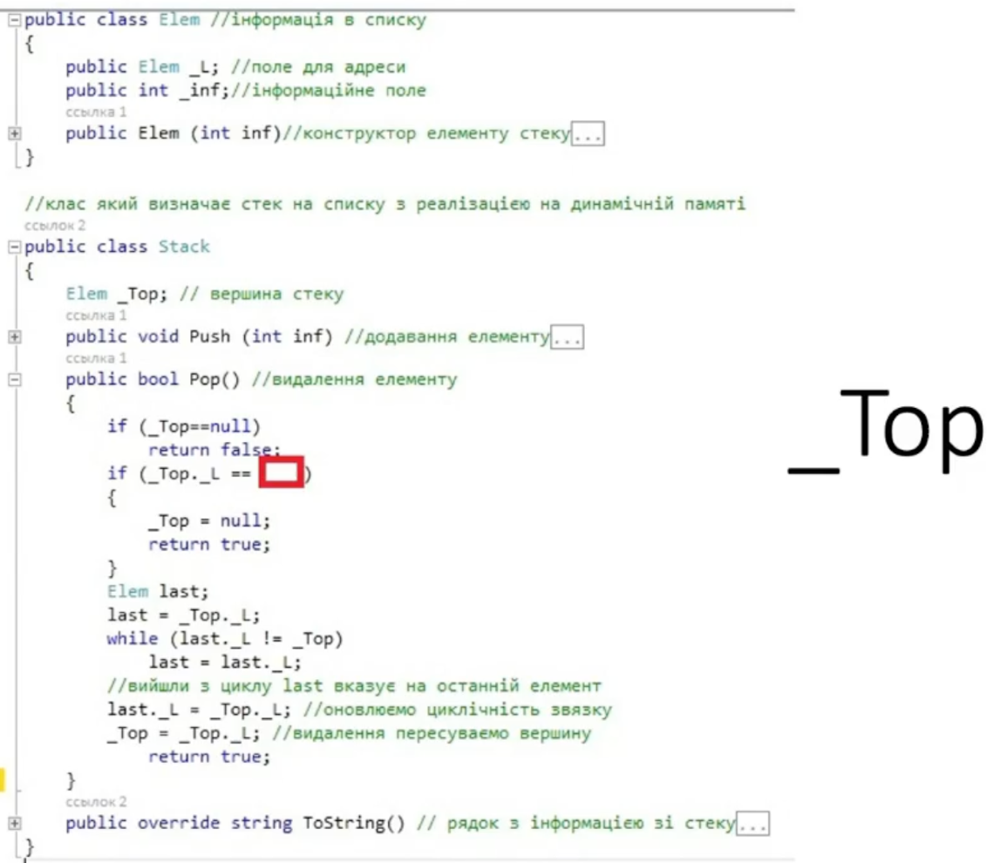 public class Elem //інформація в списку
{
public Elem _L; //поле для адреси
public int _inf;//інформаційне поле
ссылка 1
public Elem (int inf)//конструктор елементу стеку...
}
//клас який визначає стек на списку з реалізацією на динамічній памяті
ссылок 2
public class Stack
{
Elem _Top; // вершина стеку
ссылка 1
public void Push (int inf) //додавання елементу...
ссылка 1
public bool Pop() //видалення елементу
{
if (_Top==null)
return false;
if (_Top._L == )
{
_Top = null;
return true;
}
Elem last;
last = _Top._L;
while (last._L != _Top)
last = last._L;
//вийшли з циклу last вказує на останній елемент
last._L = _Top._L; //оновлюємо циклічність звязку
_Top = _Top._L; //видалення пересуваємо вершину
return true;
}
ссылок 2
public override string ToString() // рядок з інформацією зі стеку...
}
_Top